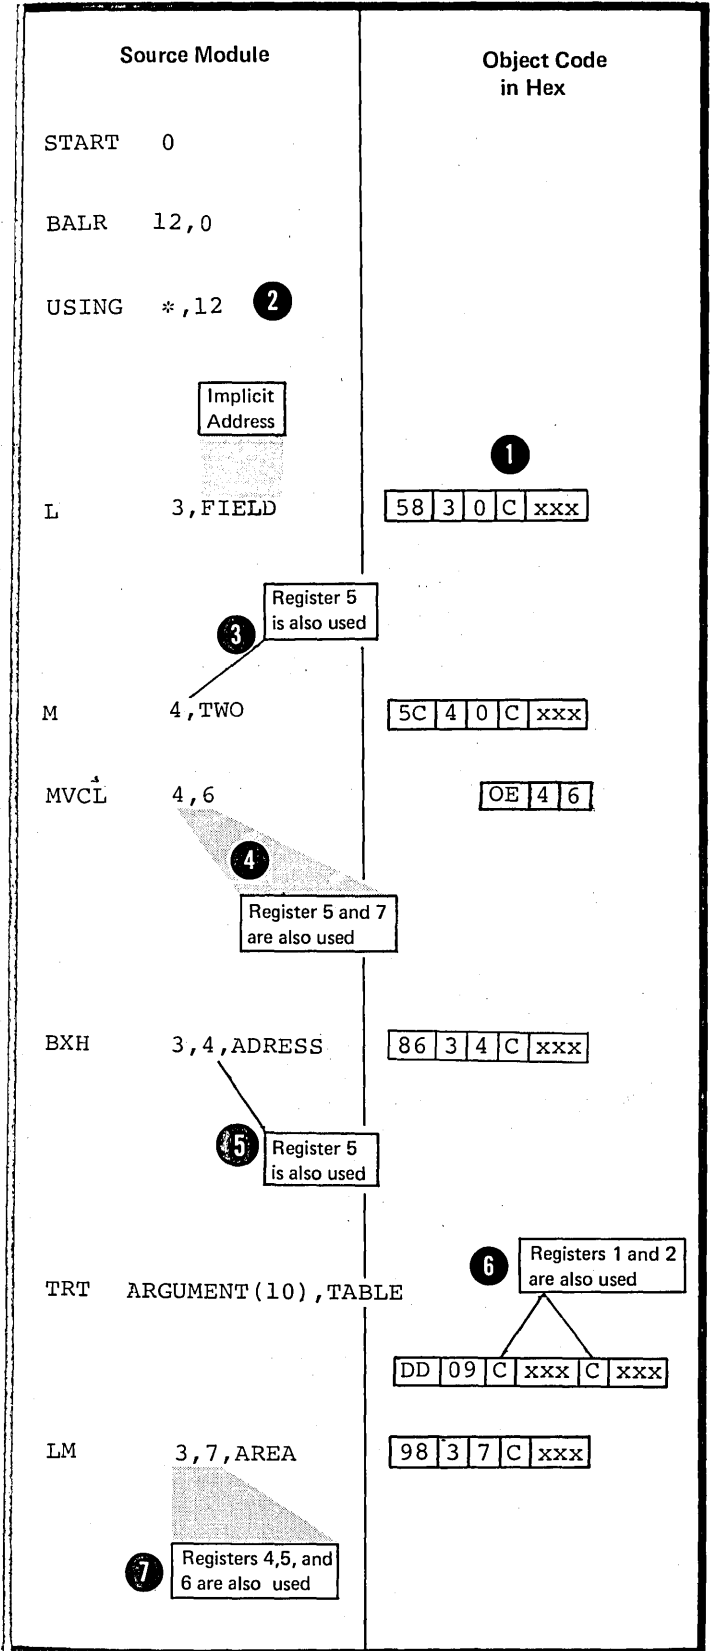 Source Module
Object Code
in Hex
START 0
BALR 12,0
USING *,12 2
Implicit
Address
1
L 3,FIELD 58 3 0 C xxx
Register 5
is also used
3
M 4,TWO 5C 4 0 C xxx
MVCL 4,6 OE 4 6
4
Register 5 and 7
are also used
BXH 3,4,ADRESS 86 3 4 C xxx
5
Register 5
is also used
6
Registers 1 and 2
are also used
TRT ARGUMENT(10),TABLE
DD 09 C xxx C xxx
LM 3,7,AREA 98 3 7 C xxx
7
Registers 4,5, and
6 are also used